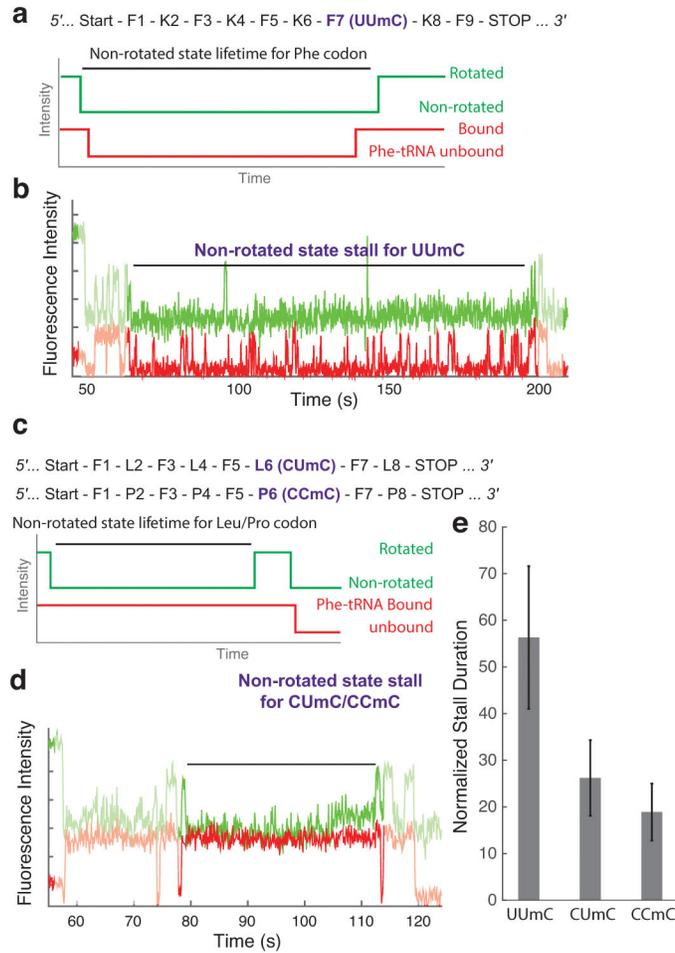 a
5'... Start - F1 - K2 - F3 - K4 - F5 - K6 - F7 (UUmC) - K8 - F9 - STOP ... 3'
Non-rotated state lifetime for Phe codon
Intensity
Rotated
Non-rotated
Bound
Phe-tRNA unbound
Time
b
Fluorescence Intensity
Non-rotated state stall for UUmC
50 100 150 200
Time (s)
c
5'... Start - F1 - L2 - F3 - L4 - F5 - L6 (CUmC) - F7 - L8 - STOP ... 3'
5'... Start - F1 - P2 - F3 - P4 - F5 - P6 (CCmC) - F7 - P8 - STOP ... 3'
Non-rotated state lifetime for Leu/Pro codon
Intensity
Rotated
Non-rotated
Phe-tRNA Bound
unbound
Time
d
Non-rotated state stall
for CUmC/CCmC
Fluorescence Intensity
60 70 80 90 100 110 120
Time (s)
e
Normalized Stall Duration
80
70
60
50
40
30
20
10
0
UUmC CUmC CCmC